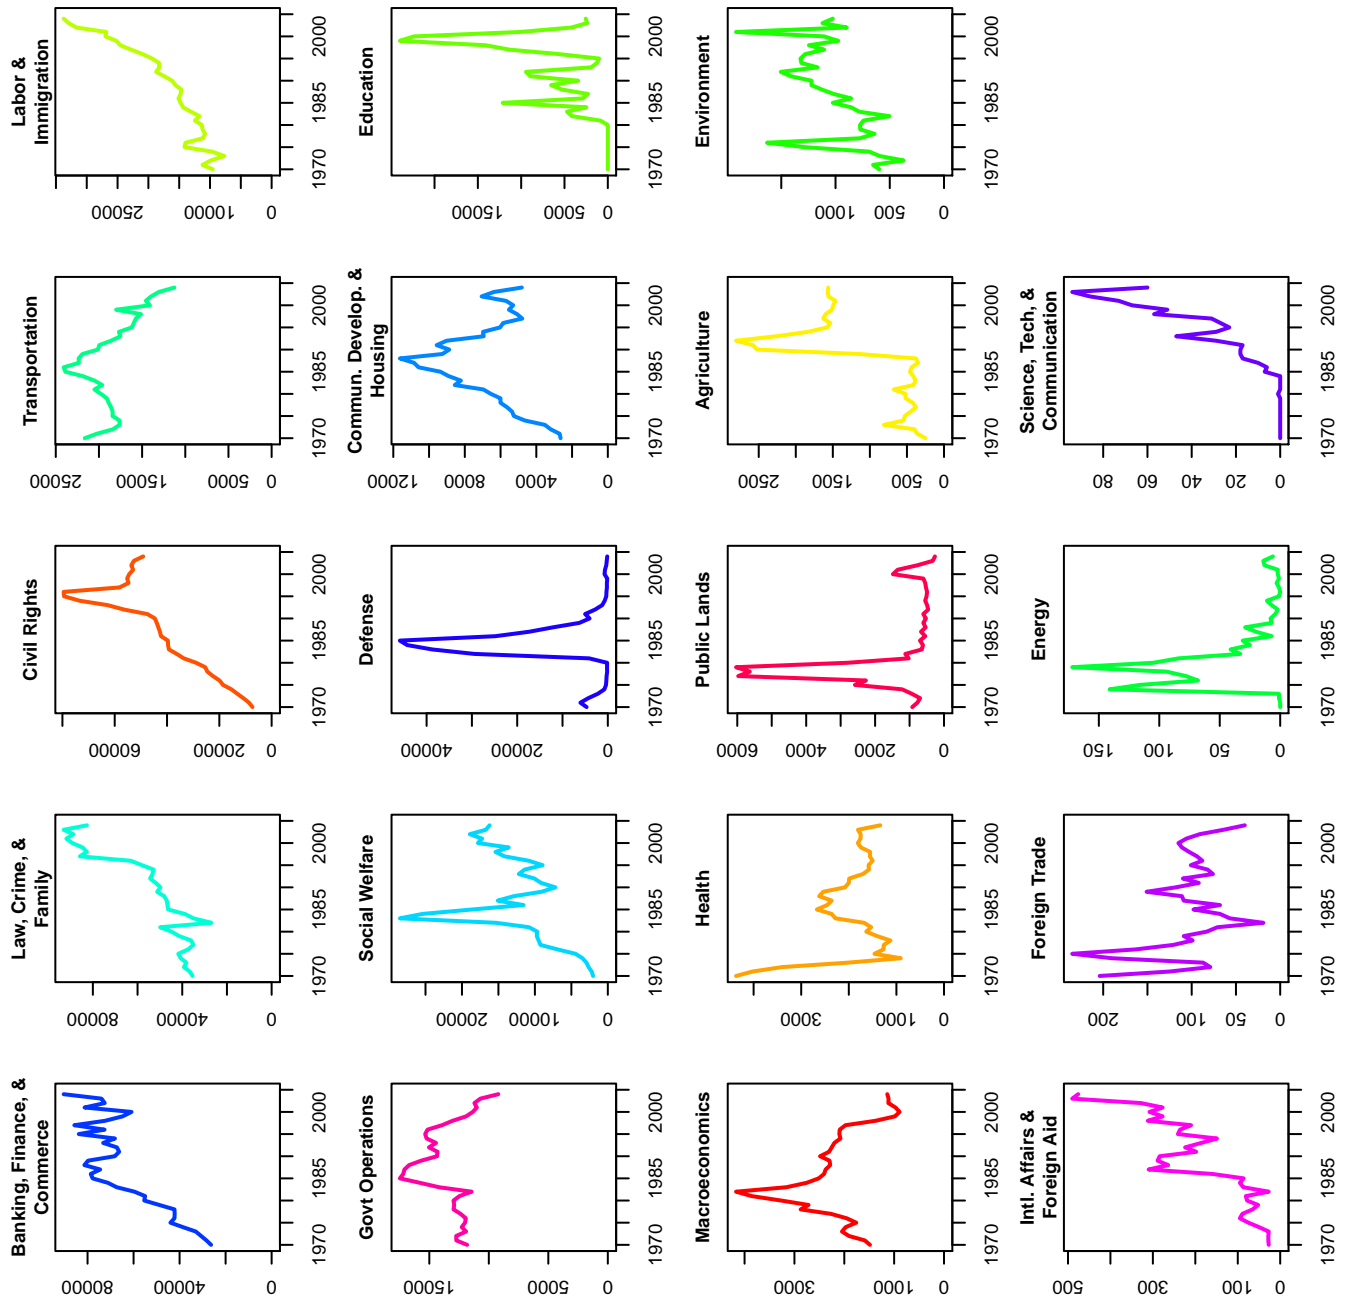 Banking, Finance, &
Commerce
80000
40000
0
1970 1985 2000
Law, Crime, &
Family
80000
40000
0
1970 1985 2000
Civil Rights
60000
20000
0
1970 1985 2000
Transportation
25000
15000
5000
0
1970 1985 2000
Labor &
Immigration
25000
10000
0
1970 1985 2000
Govt Operations
15000
5000
0
1970 1985 2000
Social Welfare
20000
10000
0
1970 1985 2000
Defense
40000
20000
0
1970 1985 2000
Commun. Develop. &
Housing
12000
8000
4000
0
1970 1985 2000
Education
15000
5000
0
1970 1985 2000
Macroeconomics
3000
1000
0
1970 1985 2000
Health
3000
1000
0
1970 1985 2000
Public Lands
6000
4000
2000
0
1970 1985 2000
Agriculture
2500
1500
500
0
1970 1985 2000
Environment
1000
500
0
1970 1985 2000
Intl. Affairs &
Foreign Aid
500
300
100
0
1970 1985 2000
Foreign Trade
200
100
50
0
1970 1985 2000
Energy
150
100
50
0
1970 1985 2000
Science, Tech, &
Communication
80
60
40
20
0
1970 1985 2000